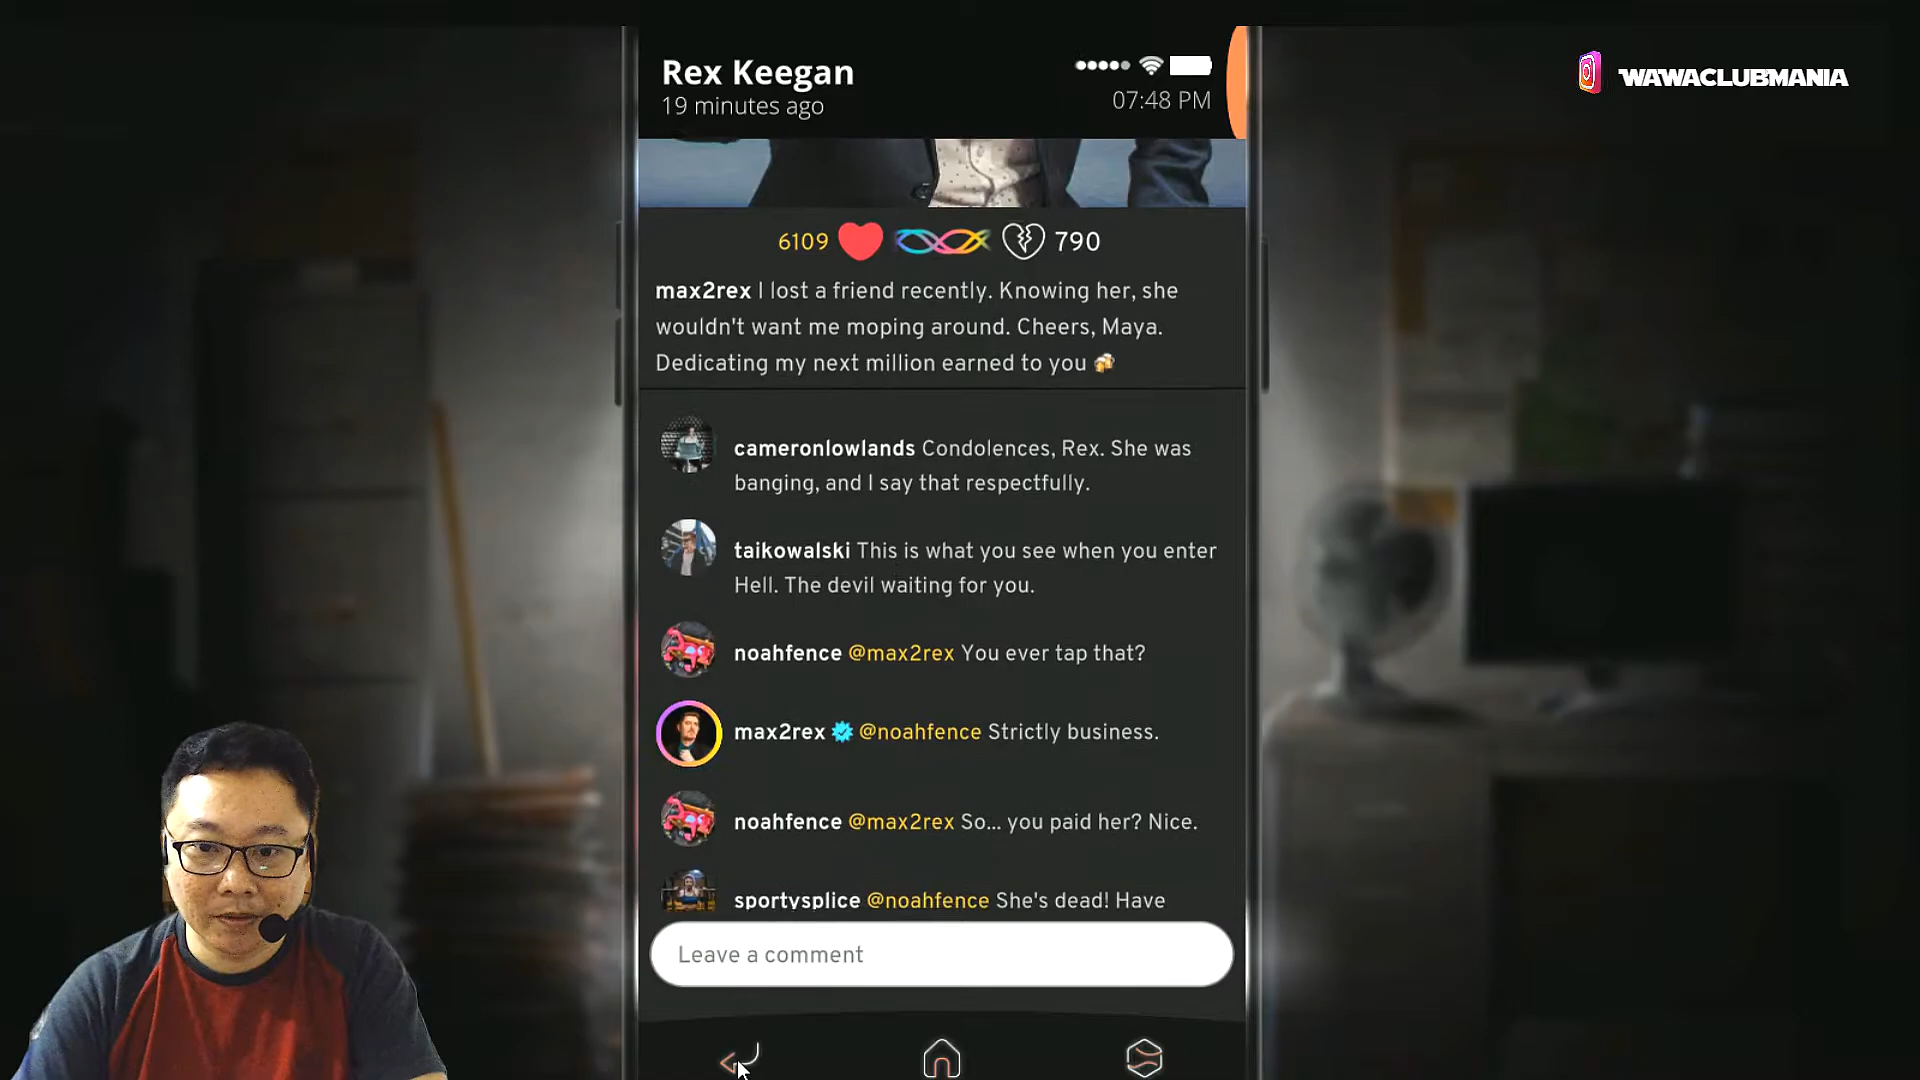 Rex Keegan
19 minutes ago
07:48 PM
WAWACLUBMANIA
6109 790
max2rex I lost a friend recently. Knowing her, she
wouldn't want me moping around. Cheers, Maya.
Dedicating my next million earned to you 🍻
cameronlowlands Condolences, Rex. She was
banging, and I say that respectfully.
taikowalski This is what you see when you enter
Hell. The devil waiting for you.
noahfence @max2rex You ever tap that?
max2rex @noahfence Strictly business.
noahfence @max2rex So... you paid her? Nice.
sportysplice @noahfence She's dead! Have
Leave a comment